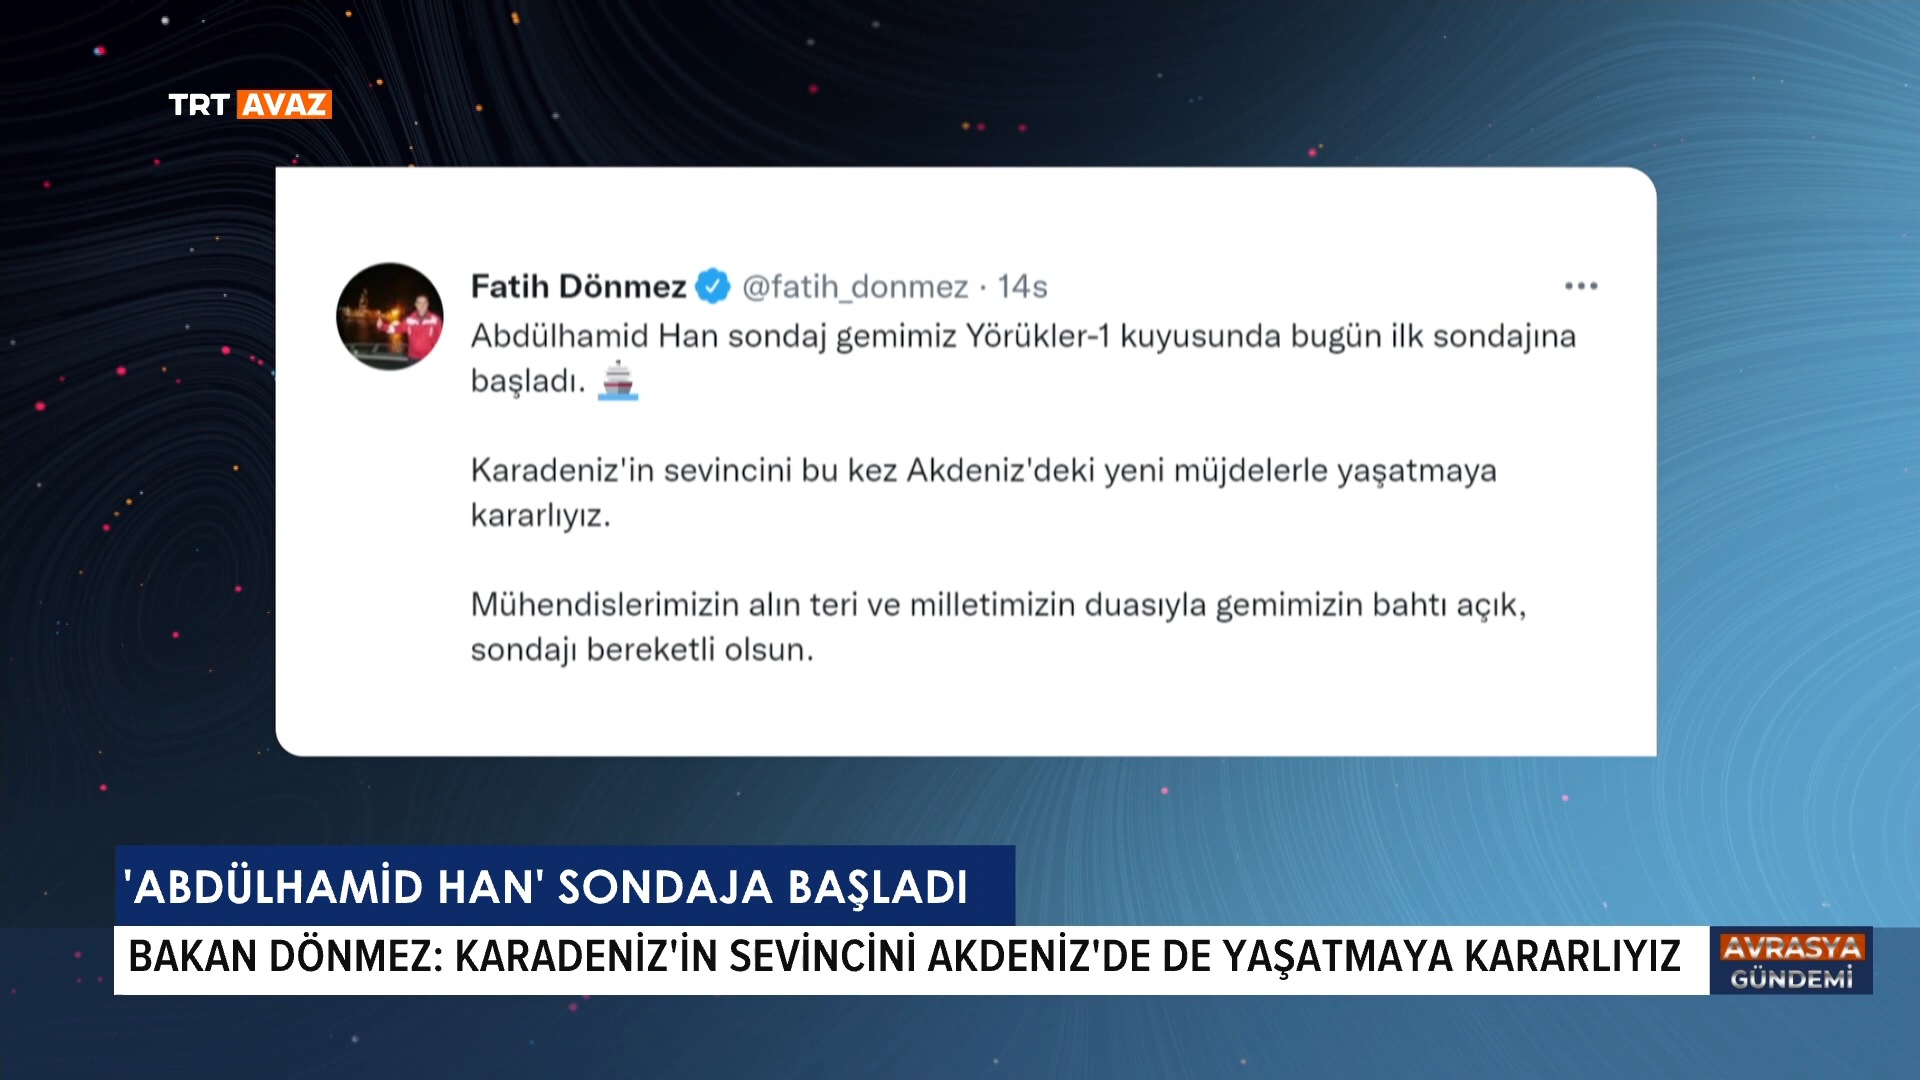 TRT AVAZ
Fatih Dönmez @fatih_donmez · 14s
Abdülhamid Han sondaj gemimiz Yörükler-1 kuyusunda bugün ilk sondajına
başladı.
Karadeniz'in sevincini bu kez Akdeniz'deki yeni müjdelerle yaşatmaya
kararlıyız.
Mühendislerimizin alın teri ve milletimizin duasıyla gemimizin bahtı açık,
sondajı bereketli olsun.
'ABDÜLHAMİD HAN' SONDAJA BAŞLADI
BAKAN DÖNMEZ: KARADENİZ'İN SEVİNCİNİ AKDENİZ'DE DE YAŞATMAYA KARARLIYIZ
AVRASYA
GÜNDEMİ